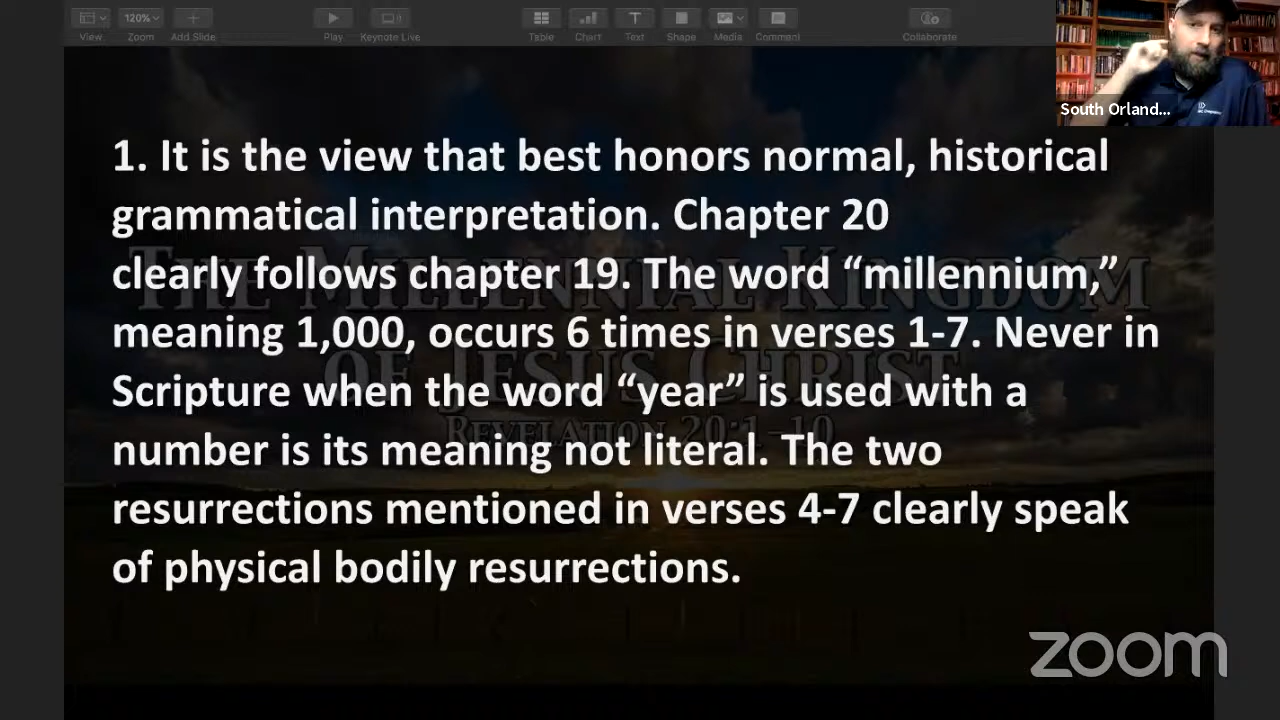 View
120%
Zoom
Add Slide
Play
Keynote Live
Table
Chart
Text
Shape
Media
Comment
Collaborate
South Orland...
1. It is the view that best honors normal, historical
grammatical interpretation. Chapter 20
clearly follows chapter 19. The word “millennium,”
meaning 1,000, occurs 6 times in verses 1-7. Never in
Scripture when the word “year” is used with a
number is its meaning not literal. The two
resurrections mentioned in verses 4-7 clearly speak
of physical bodily resurrections.
The Millennial Kingdom
of Jesus Christ
Revelation 20:1-10
zoom